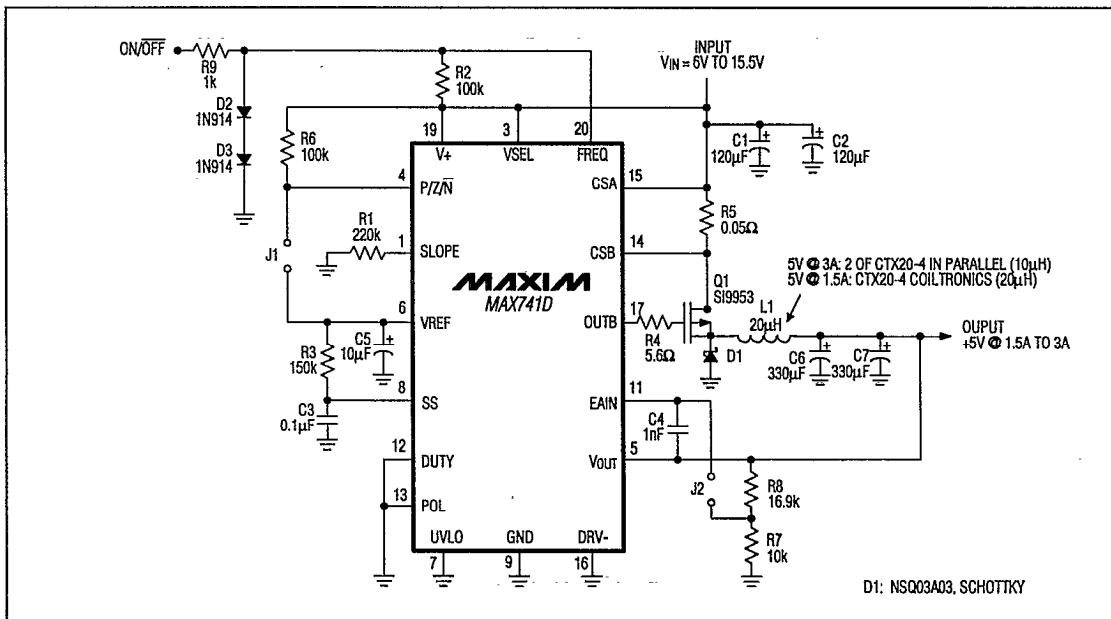 ON/OFF
R9
1k
D2
1N914
D3
1N914
R2
100k
R6
100k
INPUT
VIN = 6V TO 15.5V
C1
120µF
+
C2
120µF
+
19
3
20
V+
VSEL
FREQ
4
P/Z/N
CSA
15
R5
0.05Ω
J1
R1
220k
1
SLOPE
CSB
14
MAXIM
MAX741D
5V @ 3A: 2 OF CTX20-4 IN PARALLEL (10µH)
5V @ 1.5A: CTX20-4 COILTRONICS (20µH)
Q1
SI9953
6
VREF
OUTB
17
R4
5.6Ω
D1
L1
20µH
OUPUT
+5V @ 1.5A TO 3A
C6
330µF
+
C7
330µF
+
R3
150k
C5
10µF
+
8
SS
C3
0.1µF
EAIN
11
C4
1nF
12
DUTY
VOUT
5
13
POL
J2
R8
16.9k
R7
10k
UVLO
GND
DRV-
7
9
16
D1: NSQ03A03, SCHOTTKY